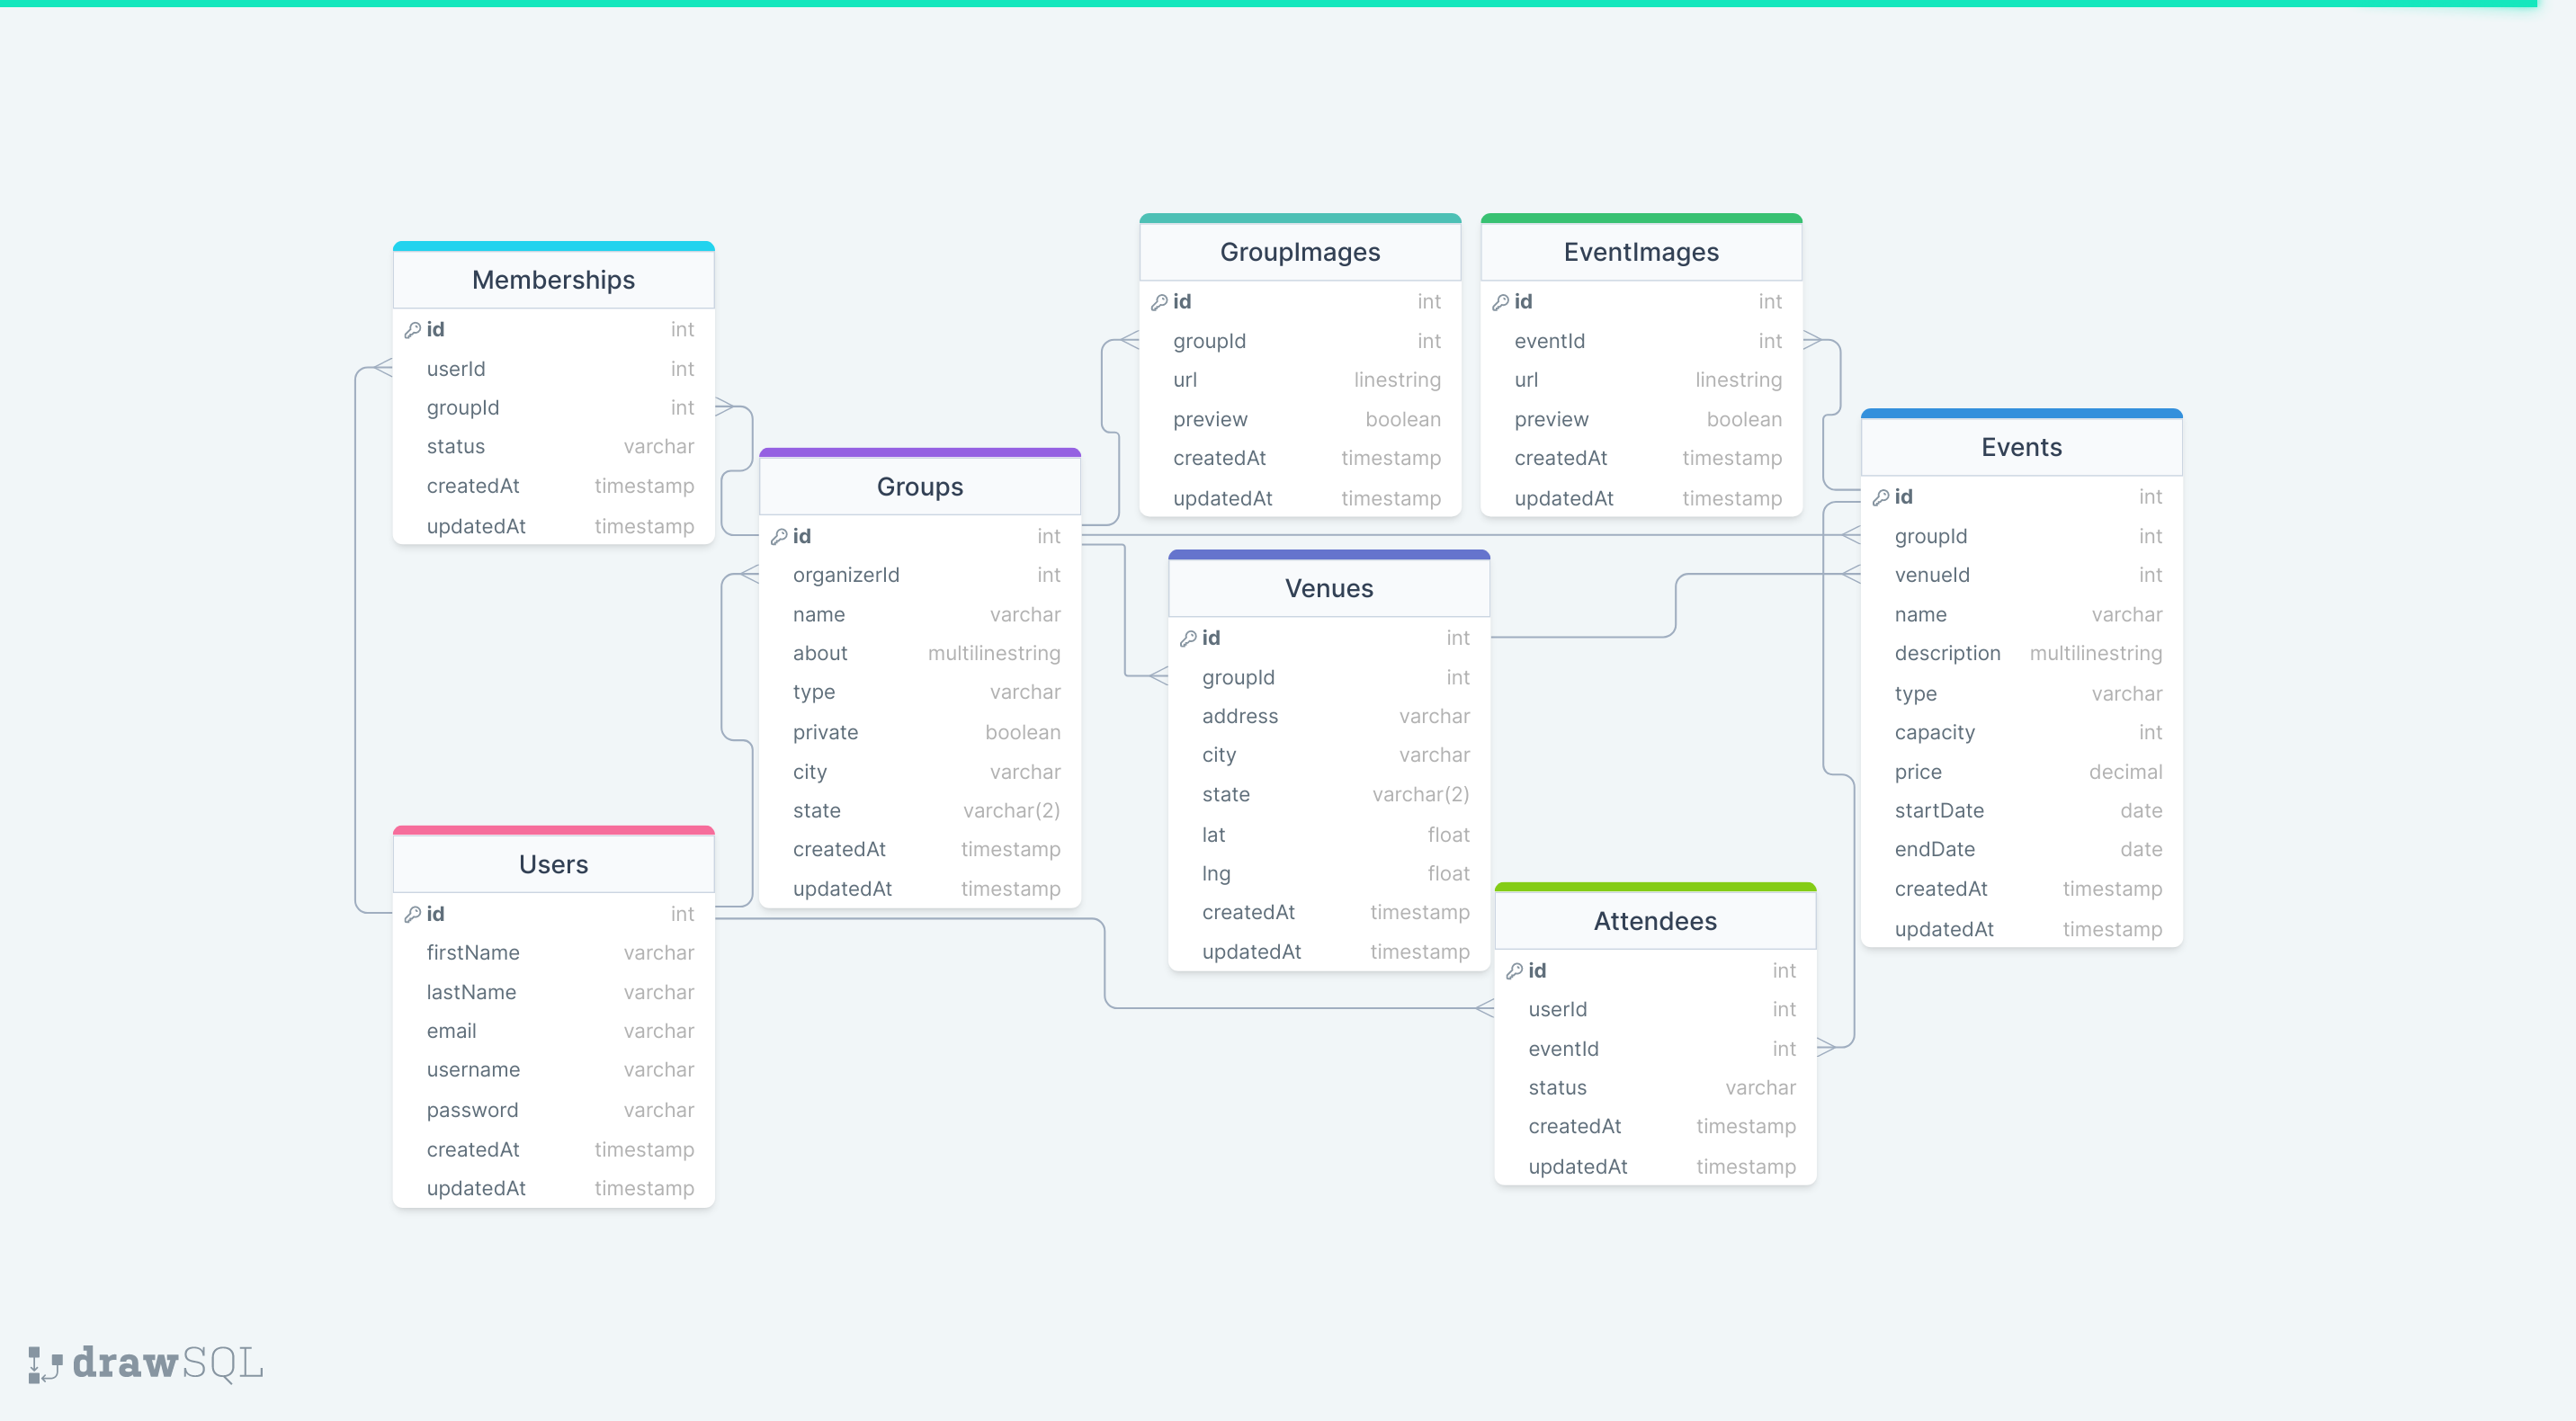 Memberships
id int
userId int
groupId int
status varchar
createdAt timestamp
updatedAt timestamp
Users
id int
firstName varchar
lastName varchar
email varchar
username varchar
password varchar
createdAt timestamp
updatedAt timestamp
Groups
id int
organizerId int
name varchar
about multilinestring
type varchar
private boolean
city varchar
state varchar(2)
createdAt timestamp
updatedAt timestamp
GroupImages
id int
groupId int
url linestring
preview boolean
createdAt timestamp
updatedAt timestamp
EventImages
id int
eventId int
url linestring
preview boolean
createdAt timestamp
updatedAt timestamp
Venues
id int
groupId int
address varchar
city varchar
state varchar(2)
lat float
lng float
createdAt timestamp
updatedAt timestamp
Attendees
id int
userId int
eventId int
status varchar
createdAt timestamp
updatedAt timestamp
Events
id int
groupId int
venueId int
name varchar
description multilinestring
type varchar
capacity int
price decimal
startDate date
endDate date
createdAt timestamp
updatedAt timestamp
drawSQL